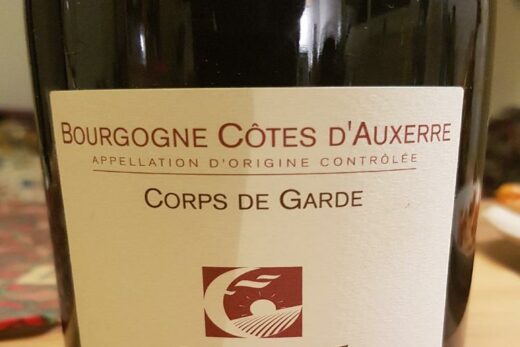 BOURGOGNE CÔTES D'AUXERRE
APPELLATION D'ORIGINE CONTRÔLÉE
CORPS DE GARDE